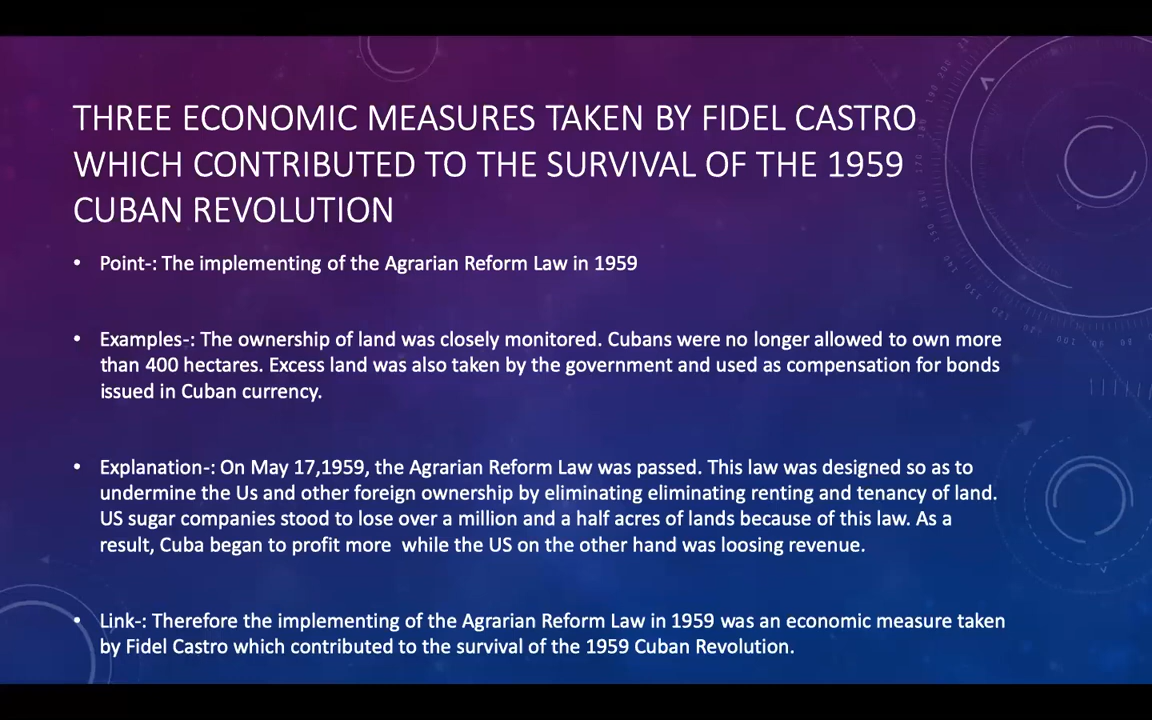 THREE ECONOMIC MEASURES TAKEN BY FIDEL CASTRO
WHICH CONTRIBUTED TO THE SURVIVAL OF THE 1959
CUBAN REVOLUTION
• Point-: The implementing of the Agrarian Reform Law in 1959
• Examples-: The ownership of land was closely monitored. Cubans were no longer allowed to own more
than 400 hectares. Excess land was also taken by the government and used as compensation for bonds
issued in Cuban currency.
• Explanation-: On May 17,1959, the Agrarian Reform Law was passed. This law was designed so as to
undermine the Us and other foreign ownership by eliminating eliminating renting and tenancy of land.
US sugar companies stood to lose over a million and a half acres of lands because of this law. As a
result, Cuba began to profit more  while the US on the other hand was loosing revenue.
• Link-: Therefore the implementing of the Agrarian Reform Law in 1959 was an economic measure taken
by Fidel Castro which contributed to the survival of the 1959 Cuban Revolution.